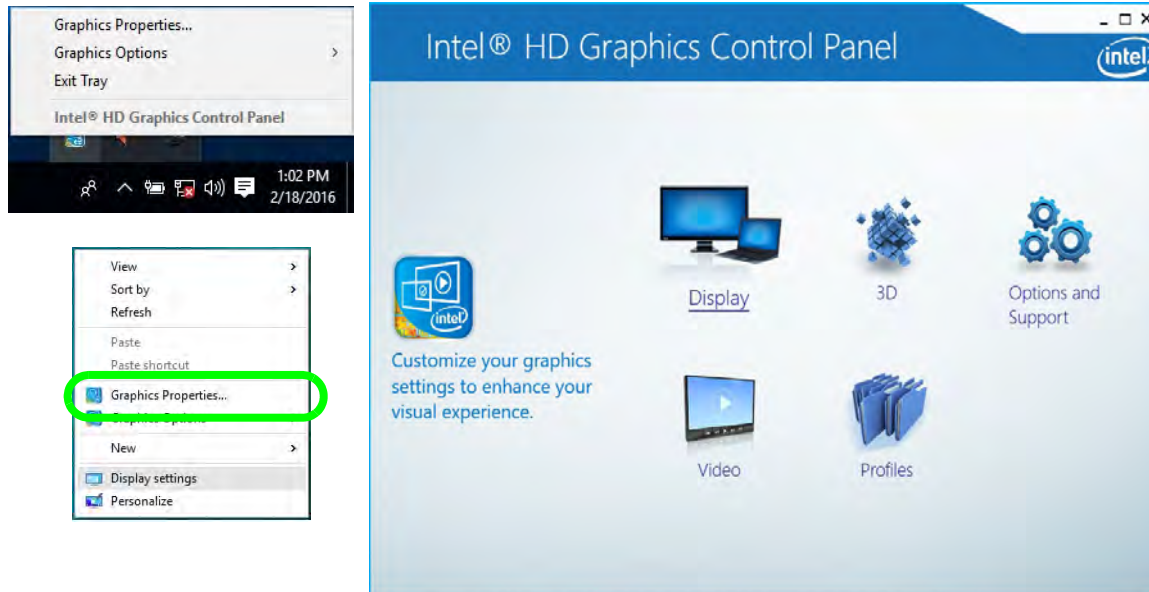 Graphics Properties...
Graphics Options
Exit Tray
Intel® HD Graphics Control Panel
1:02 PM
2/18/2016
View
Sort by
Refresh
Paste
Paste shortcut
Graphics Properties...
Graphics Options
New
Display settings
Personalize
Intel® HD Graphics Control Panel
intel
intel
Customize your graphics
settings to enhance your
visual experience.
Display
3D
Options and
Support
Video
Profiles